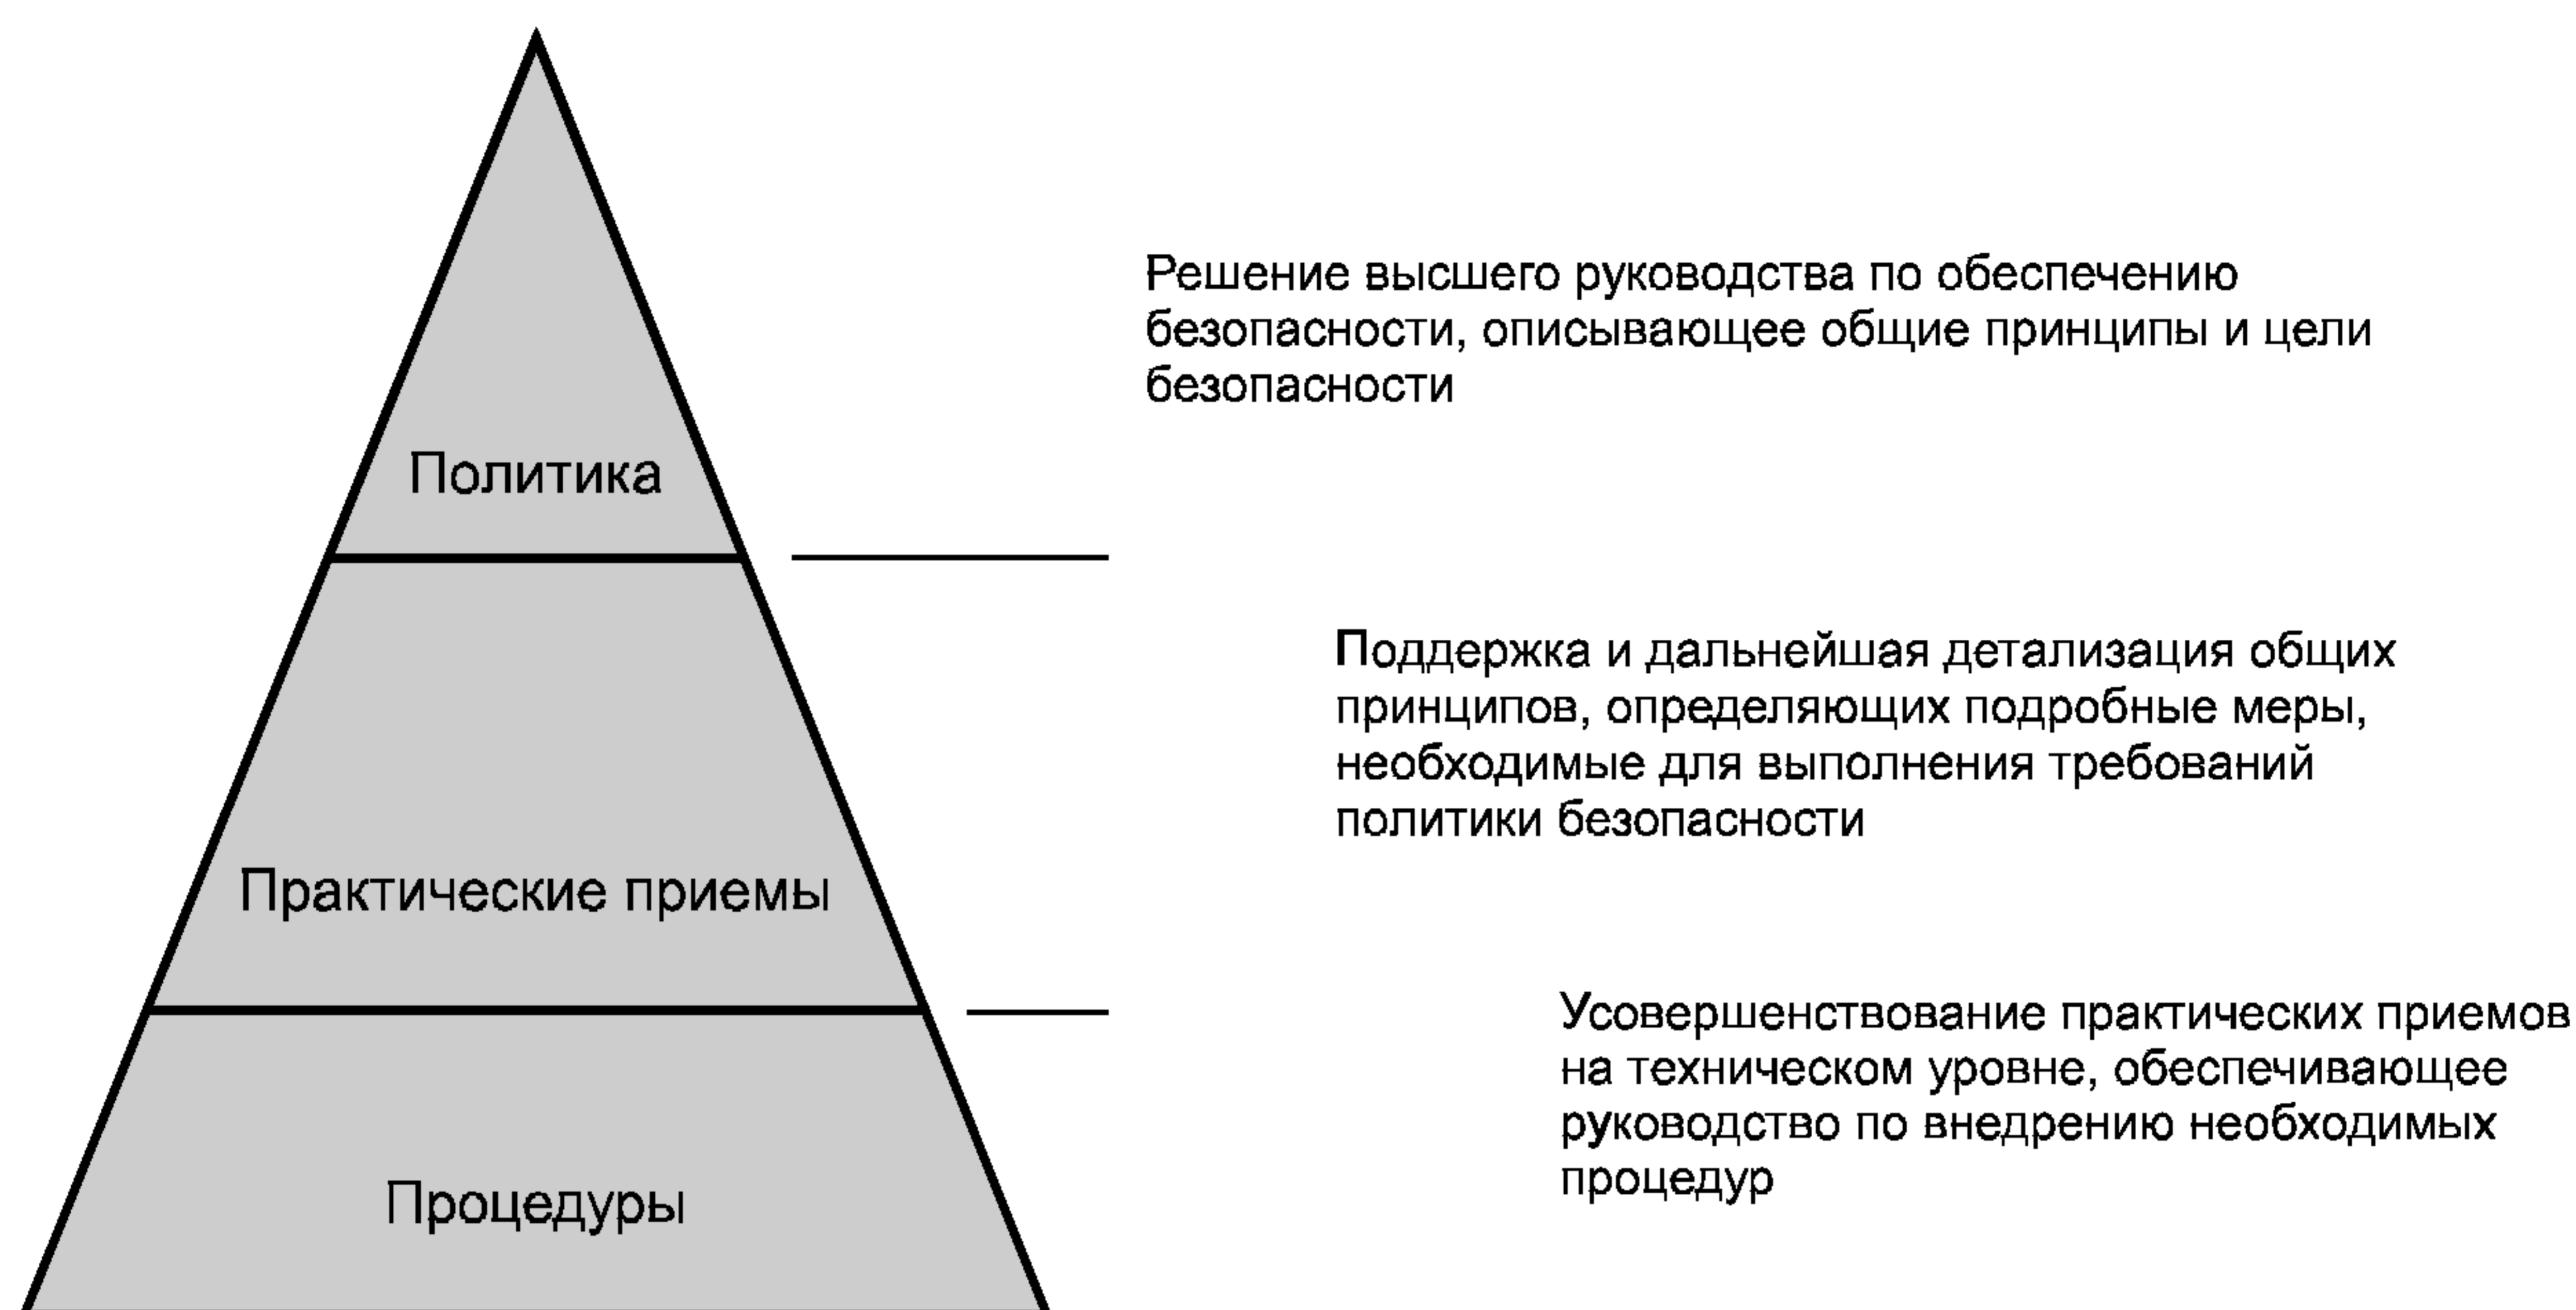 Решение высшего руководства по обеспечению
безопасности, описывающее общие принципы и цели
безопасности
Политика
Поддержка и дальнейшая детализация общих
принципов, определяющих подробные меры,
необходимые для выполнения требований
политики безопасности
Практические приемы
Усовершенствование практических приемов
на техническом уровне, обеспечивающее
руководство по внедрению необходимых
процедур
Процедуры